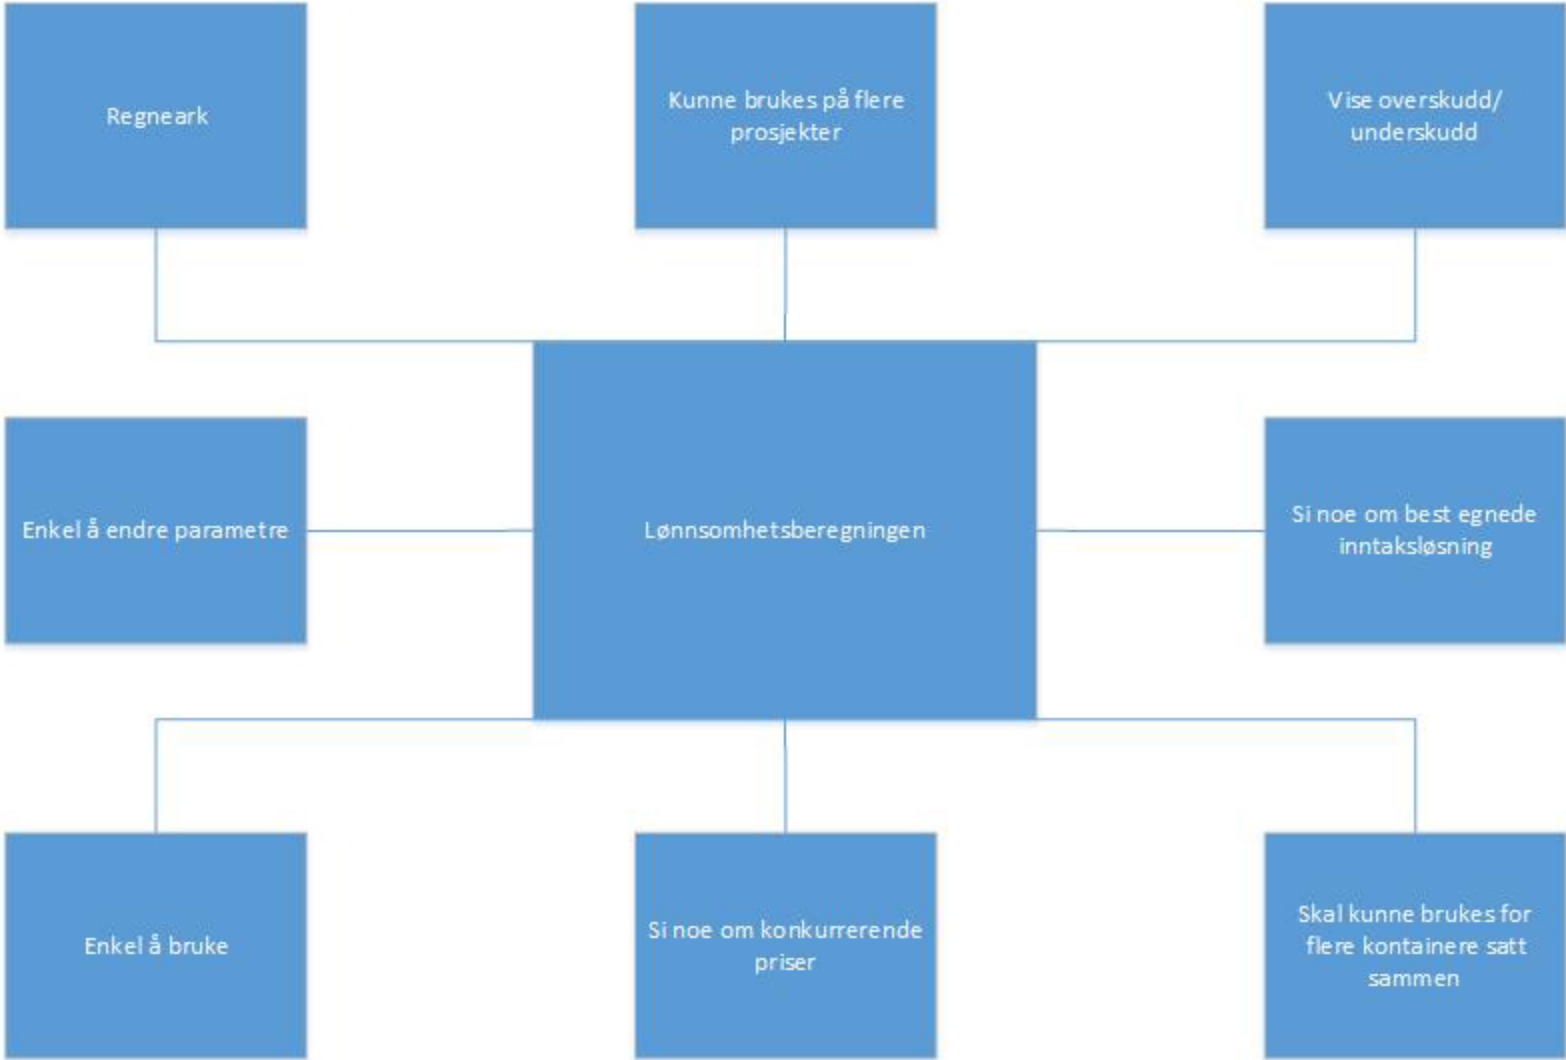 Regneark
Kunne brukes på flere
prosjekter
Vise overskudd/
underskudd
Enkel å endre parametre
Lønnsomhetsberegningen
Si noe om best egnede
inntaksløsning
Enkel å bruke
Si noe om konkurrerende
priser
Skal kunne brukes for
flere kontainere satt
sammen